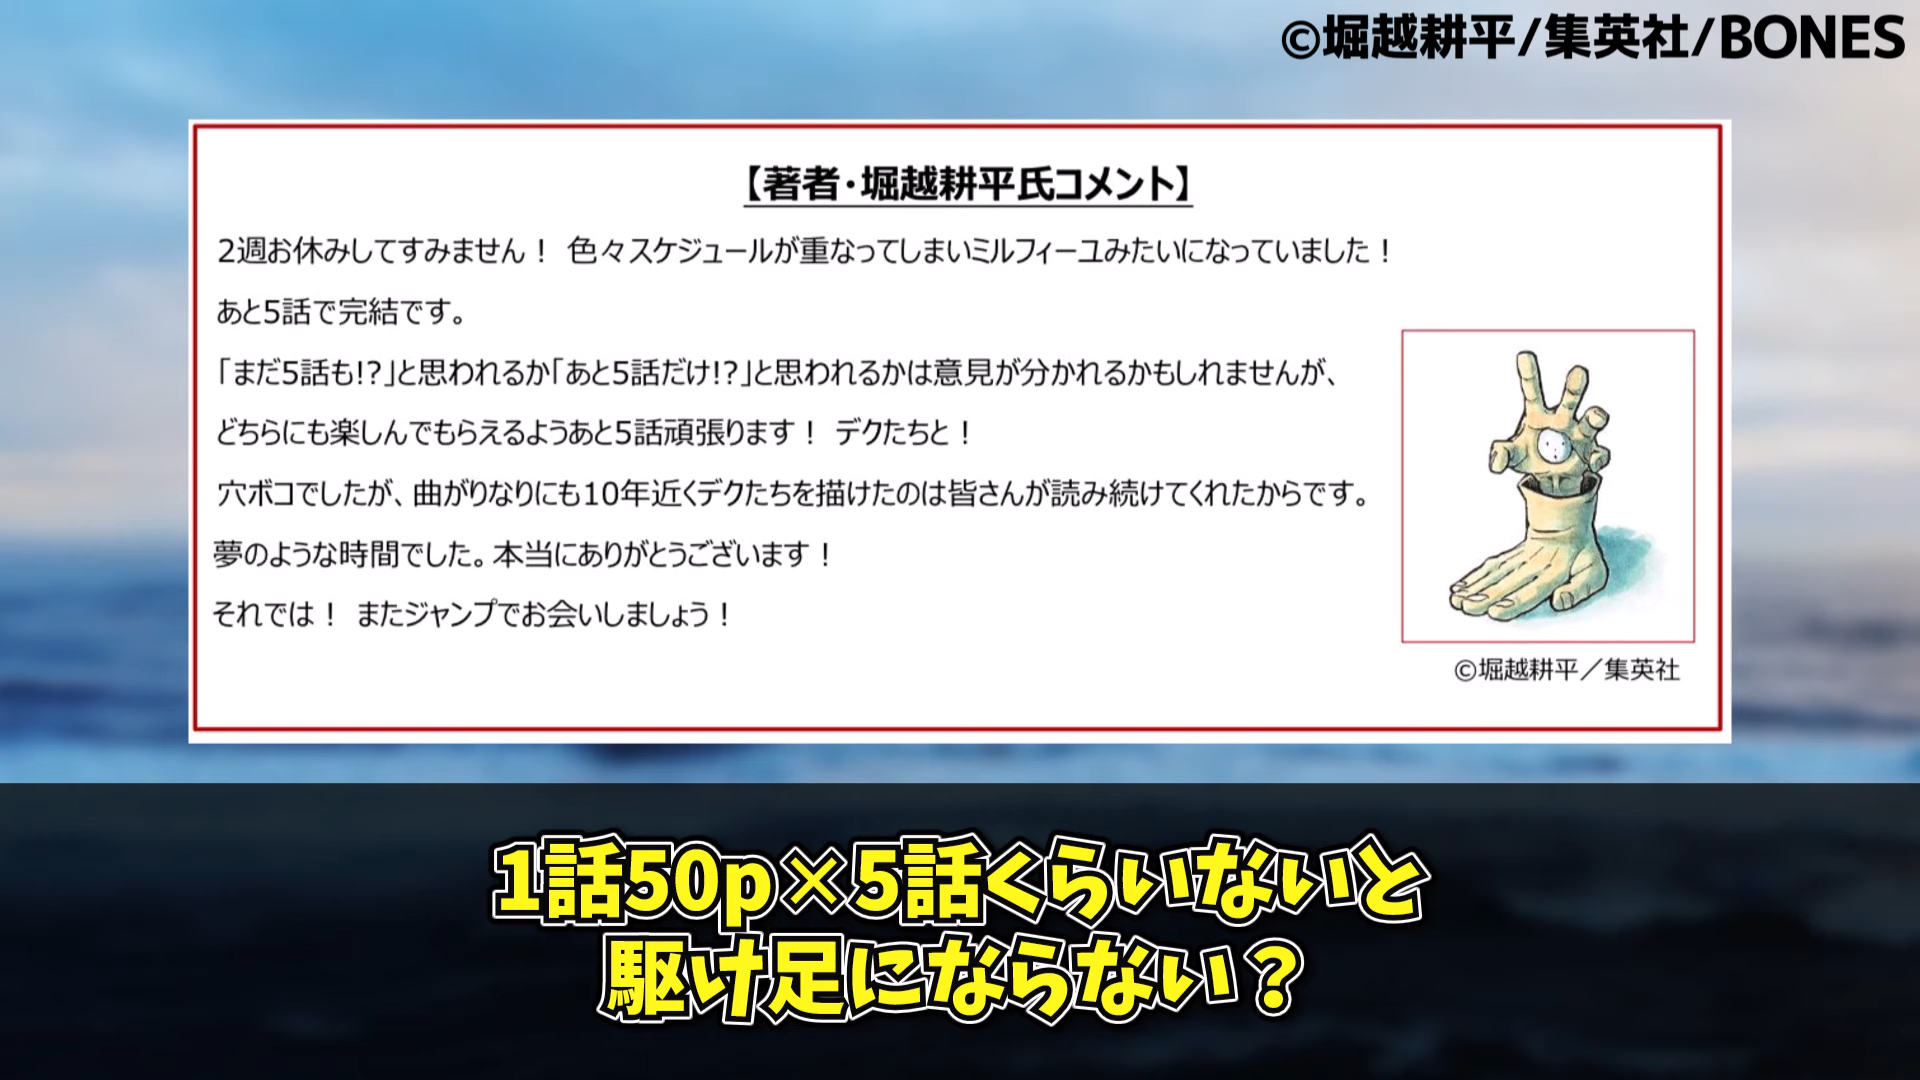 ©堀越耕平/集英社/BONES
【著者･堀越耕平氏コメント】
2週お休みしてすみません！ 色々スケジュールが重なってしまいミルフィーユみたいになっていました！
あと5話で完結です。
｢まだ5話も!?｣と思われるか｢あと5話だけ!?｣と思われるかは意見が分かれるかもしれませんが、
どちらにも楽しんでもらえるようあと5話頑張ります！ デクたちと！
穴ボコでしたが、曲がりなりにも10年近くデクたちを描けたのは皆さんが読み続けてくれたからです。
夢のような時間でした。本当にありがとうございます！
それでは！ またジャンプでお会いしましょう！
©堀越耕平／集英社
1話50p×5話くらいないと
駆け足にならない？